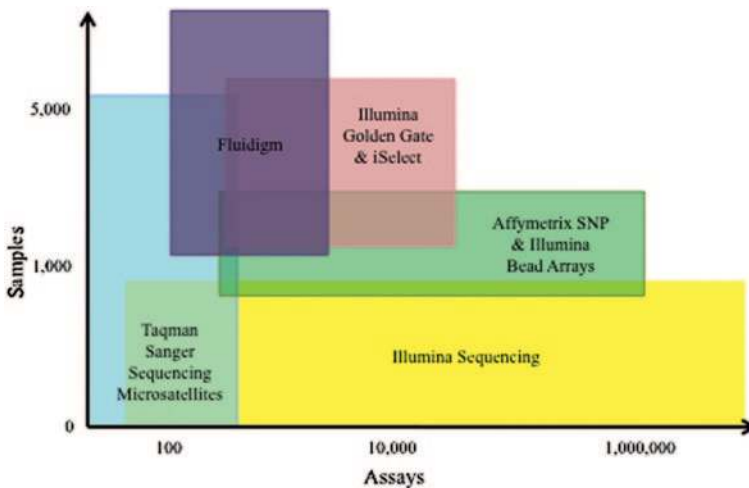 5,000
1,000
0
Samples
Fluidigm
Illumina
Golden Gate
& iSelect
Affymetrix SNP
& Illumina
Bead Arrays
Taqman
Sanger
Sequencing
Microsatellites
Illumina Sequencing
100
10,000
1,000,000
Assays